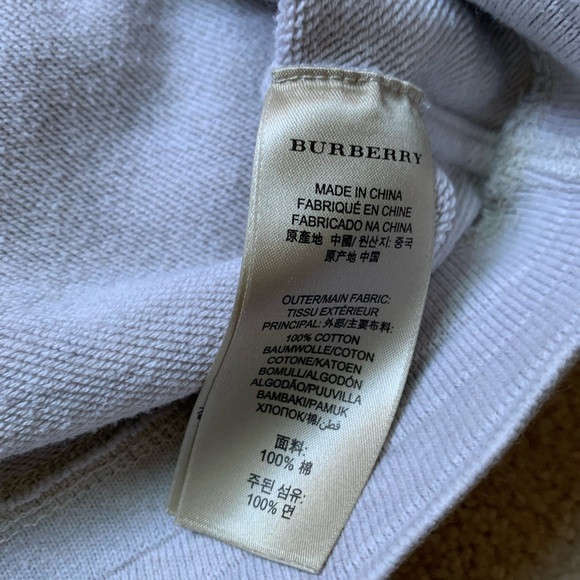 BURBERRY
MADE IN CHINA
FABRIQUÉ EN CHINE
FABRICADO NA CHINA
原產地 中國/ 원산지: 중국
原产地 中国
OUTER/MAIN FABRIC:
TISSU EXTÉRIEUR
PRINCIPAL: 外部/主要布料:
100% COTTON
BAUMWOLLE/COTON
COTONE/KATOEN
BOMULL/ALGODÓN
ALGODÃO/PUUVILLA
BAMBAKI/PAMUK
ХЛОПОК/棉/قطن
面料:
100% 棉
주된 섬유:
100% 면